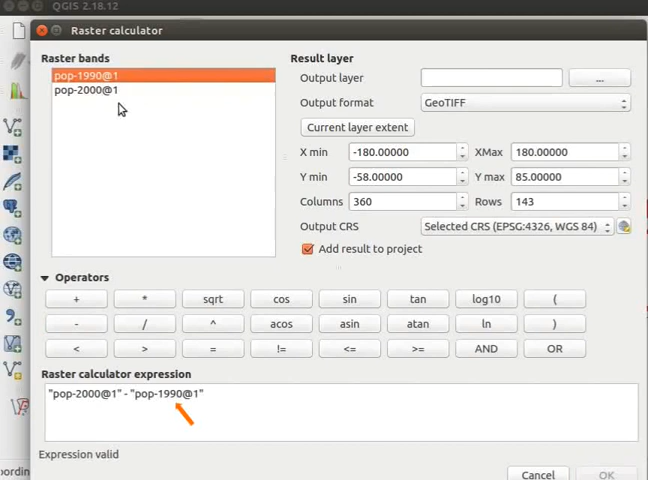 QGIS 2.18.12
Raster calculator
Raster bands
pop-1990@1
pop-2000@1
Result layer
Output layer
...
Output format GeoTIFF
Current layer extent
X min -180.00000 XMax 180.00000
Y min -58.00000 Y max 85.00000
Columns 360 Rows 143
Output CRS Selected CRS (EPSG:4326, WGS 84)
Add result to project
Operators
+ * sqrt cos sin tan log10 (
- / ^ acos asin atan ln )
< > = != <= >= AND OR
Raster calculator expression
"pop-2000@1" - "pop-1990@1"
Expression valid
Cancel OK